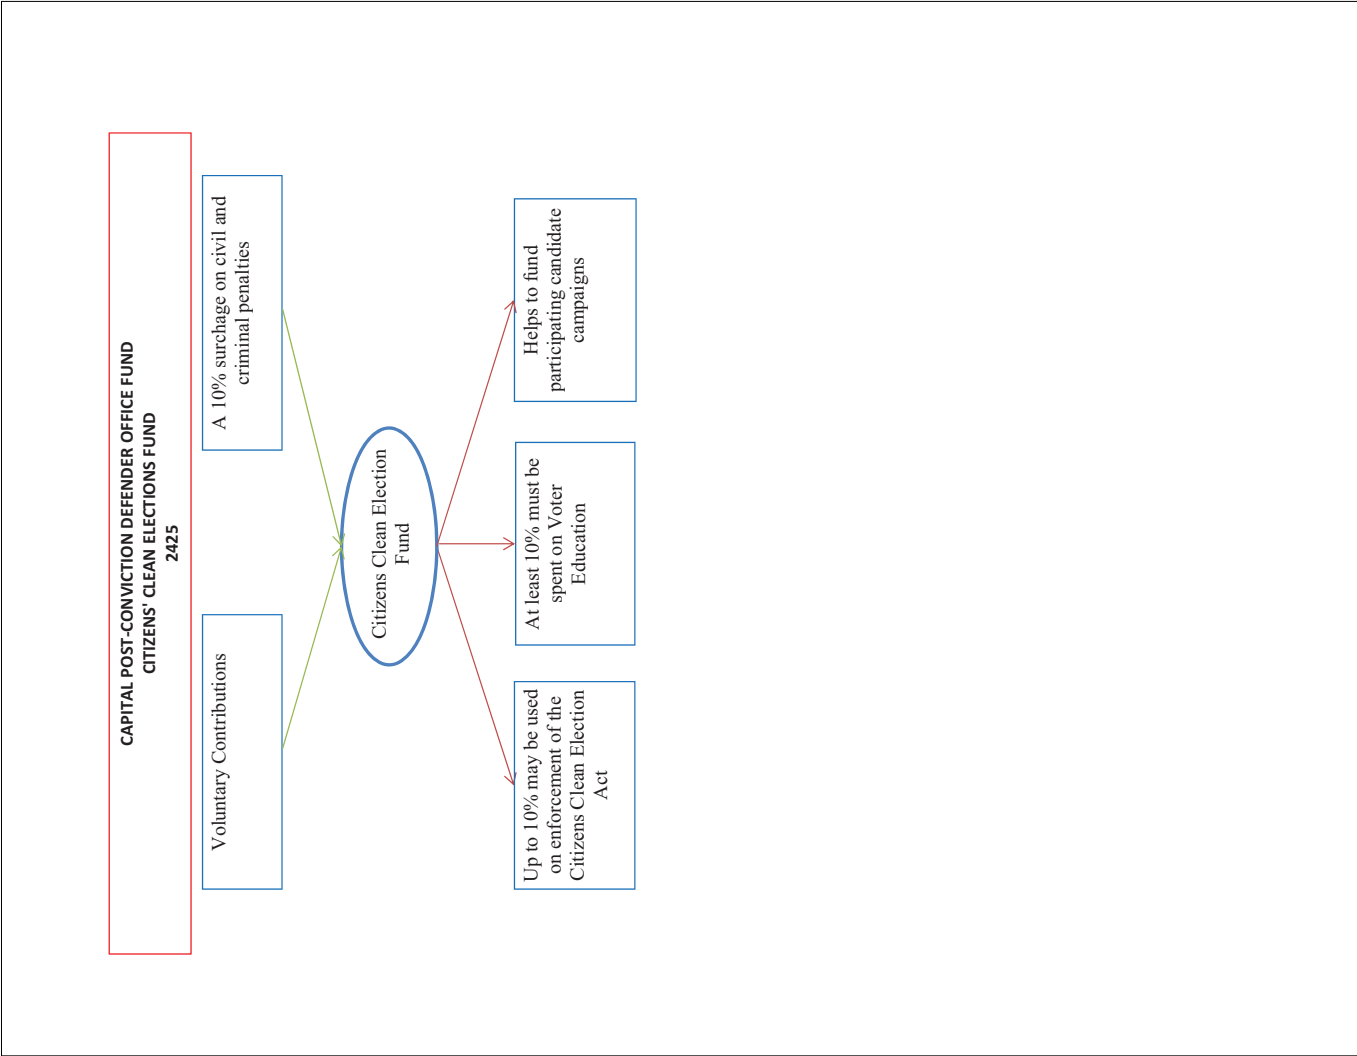 CAPITAL POST-CONVICTION DEFENDER OFFICE FUND
CITIZENS' CLEAN ELECTIONS FUND
2425
Voluntary Contributions
A 10% surchage on civil and
criminal penalties
Citizens Clean Election
Fund
Up to 10% may be used
on enforcement of the
Citizens Clean Election
Act
At least 10% must be
spent on Voter
Education
Helps to fund
participating candidate
campaigns